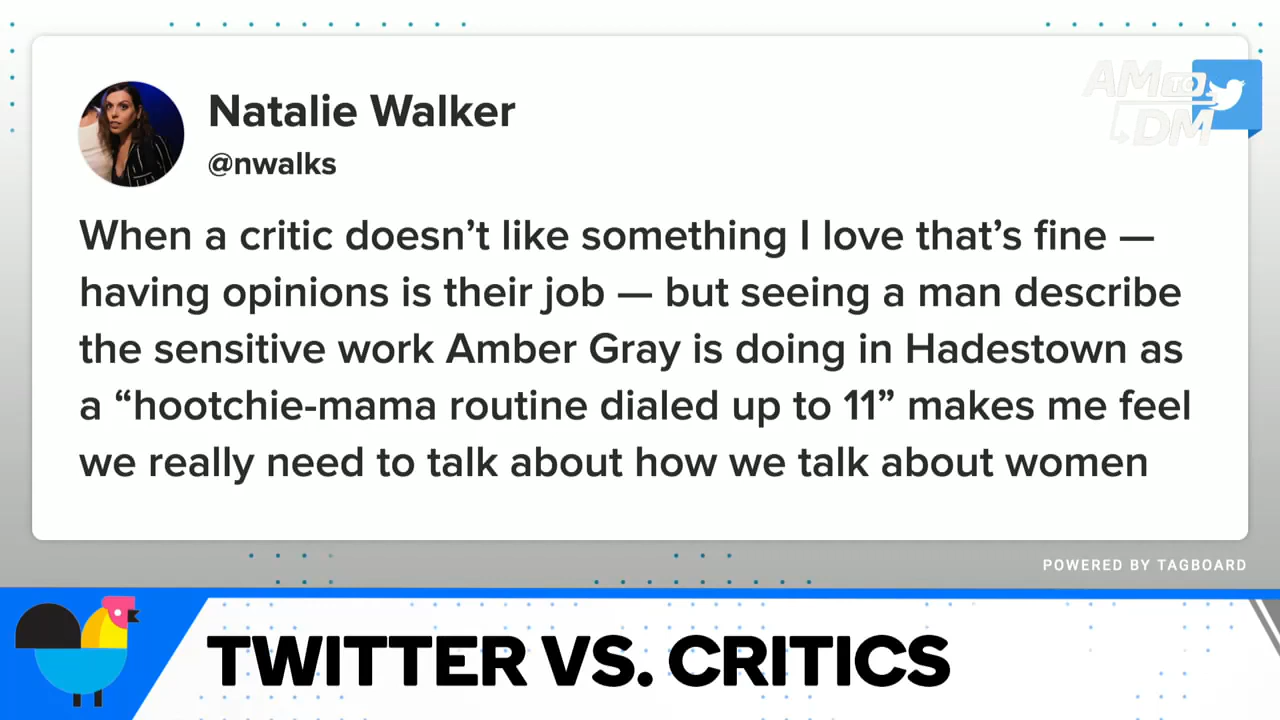 Natalie Walker
@nwalks
AM TO DM
When a critic doesn’t like something I love that’s fine —
having opinions is their job — but seeing a man describe
the sensitive work Amber Gray is doing in Hadestown as
a “hootchie-mama routine dialed up to 11” makes me feel
we really need to talk about how we talk about women
POWERED BY TAGBOARD
TWITTER VS. CRITICS